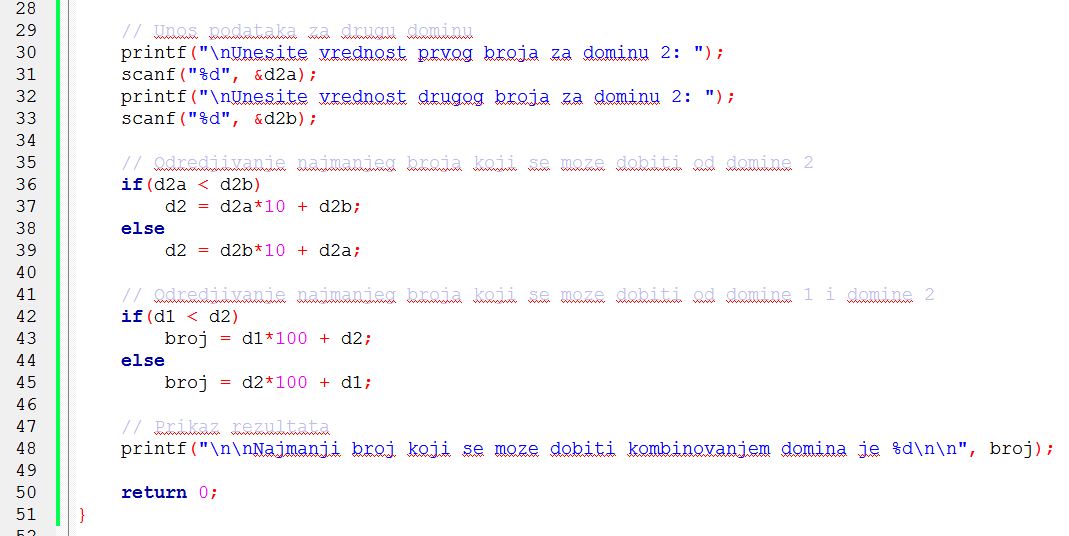 28
29 // Unos podataka za drugu dominu
30 printf("\nUnesite vrednost prvog broja za dominu 2: ");
31 scanf("%d", &d2a);
32 printf("\nUnesite vrednost drugog broja za dominu 2: ");
33 scanf("%d", &d2b);
34
35 // Odredjivanje najmanjeg broja koji se moze dobiti od domine 2
36 if(d2a < d2b)
37 d2 = d2a*10 + d2b;
38 else
39 d2 = d2b*10 + d2a;
40
41 // Odredjivanje najmanjeg broja koji se moze dobiti od domine 1 i domine 2
42 if(d1 < d2)
43 broj = d1*100 + d2;
44 else
45 broj = d2*100 + d1;
46
47 // Prikaz rezultata
48 printf("\n\nNajmanji broj koji se moze dobiti kombinovanjem domina je %d\n\n", broj);
49
50 return 0;
51 }
52